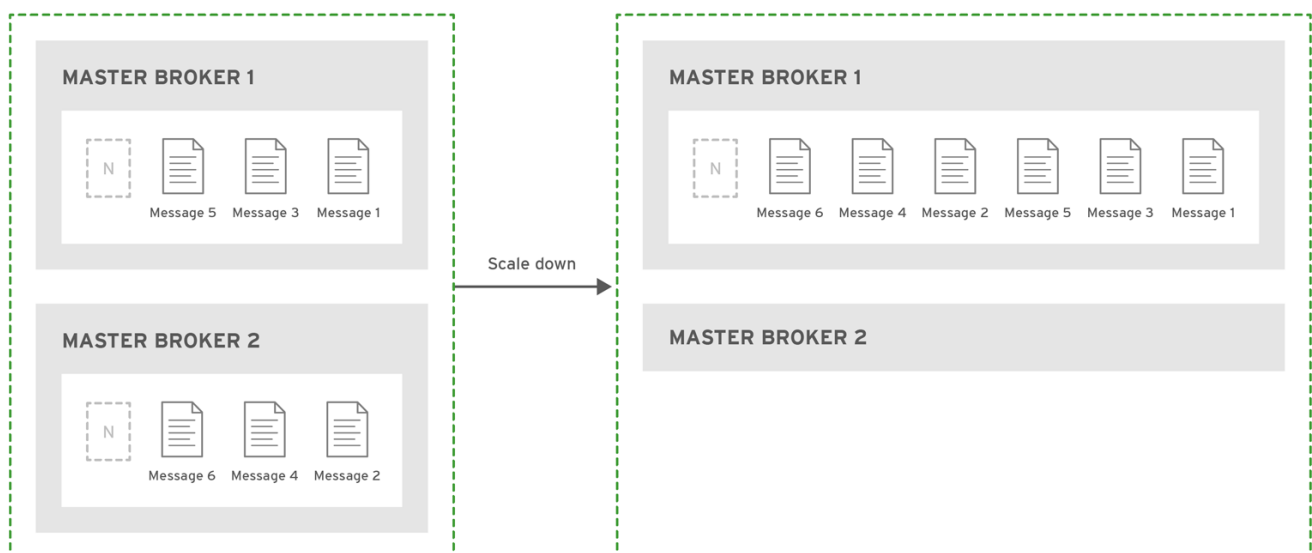 MASTER BROKER 1
N
Message 5 Message 3 Message 1
MASTER BROKER 2
N
Message 6 Message 4 Message 2
Scale down
MASTER BROKER 1
N
Message 6 Message 4 Message 2 Message 5 Message 3 Message 1
MASTER BROKER 2